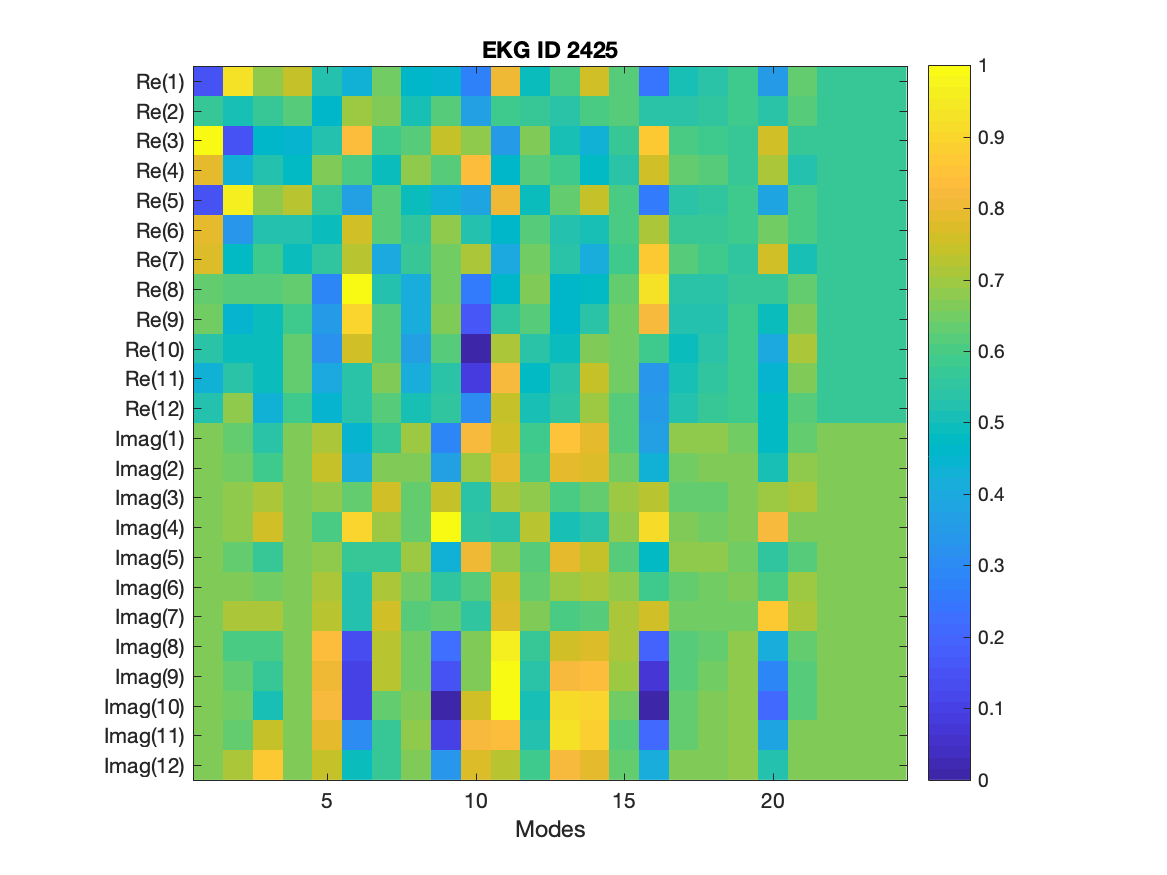 EKG ID 2425
Re(1)
Re(2)
Re(3)
Re(4)
Re(5)
Re(6)
Re(7)
Re(8)
Re(9)
Re(10)
Re(11)
Re(12)
Imag(1)
Imag(2)
Imag(3)
Imag(4)
Imag(5)
Imag(6)
Imag(7)
Imag(8)
Imag(9)
Imag(10)
Imag(11)
Imag(12)
5 10 15 20
Modes
1
0.9
0.8
0.7
0.6
0.5
0.4
0.3
0.2
0.1
0